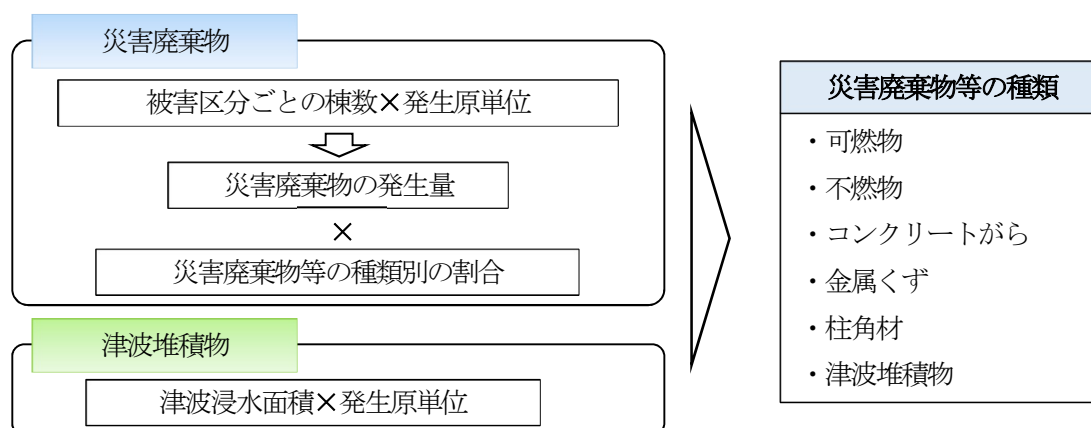 災害廃棄物
被害区分ごとの棟数×発生原単位
災害廃棄物の発生量
×
災害廃棄物等の種類別の割合
津波堆積物
津波浸水面積×発生原単位
災害廃棄物等の種類
・可燃物
・不燃物
・コンクリートがら
・金属くず
・柱角材
・津波堆積物